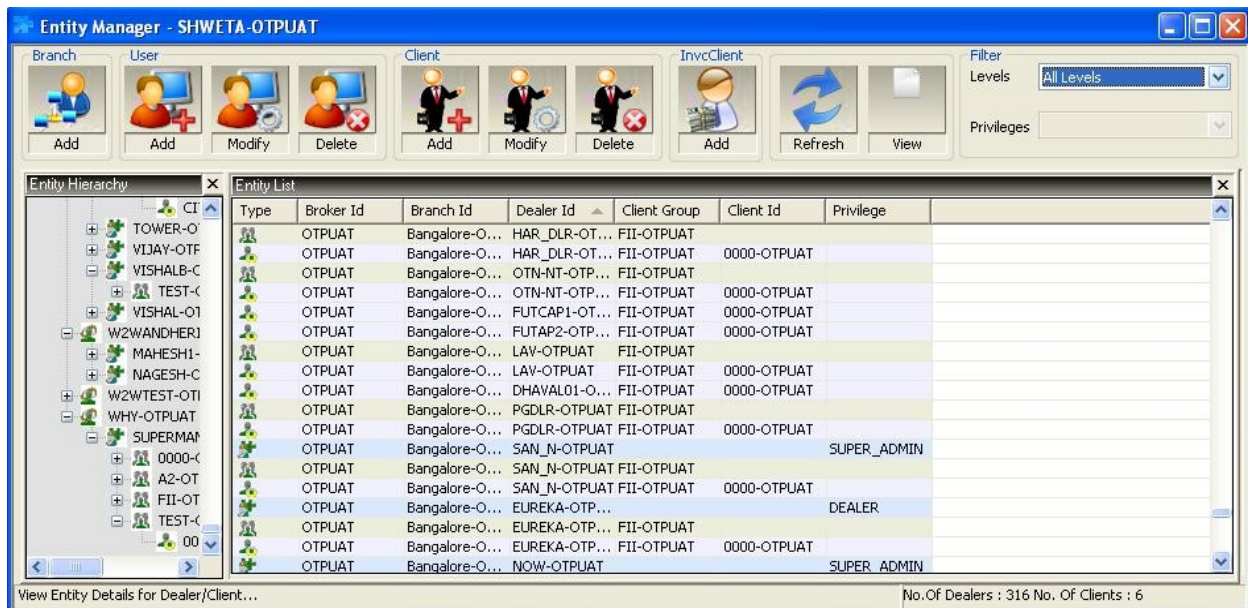 Entity Manager - SHWETA-OTPUAT
Branch User Client InvcClient Filter
Levels All Levels
Privileges
Add Add Modify Delete Add Modify Delete Add Refresh View
Entity Hierarchy
CI
TOWER-O
VIJAY-OTF
VISHALB-C
TEST-(
VISHAL-O1
W2WANDHERI
MAHESH1-
NAGESH-C
W2WTEST-OTI
WHY-OTPUAT
SUPERMAN
0000-(
A2-OT
FII-OT
TEST-(
00
Entity List
Type Broker Id Branch Id Dealer Id Client Group Client Id Privilege
OTPUAT Bangalore-O... HAR_DLR-OT... FII-OTPUAT
OTPUAT Bangalore-O... HAR_DLR-OT... FII-OTPUAT 0000-OTPUAT
OTPUAT Bangalore-O... OTN-NT-OTP... FII-OTPUAT
OTPUAT Bangalore-O... OTN-NT-OTP... FII-OTPUAT 0000-OTPUAT
OTPUAT Bangalore-O... FUTCAP1-OT... FII-OTPUAT 0000-OTPUAT
OTPUAT Bangalore-O... FUTAP2-OTP... FII-OTPUAT 0000-OTPUAT
OTPUAT Bangalore-O... LAV-OTPUAT FII-OTPUAT
OTPUAT Bangalore-O... LAV-OTPUAT FII-OTPUAT 0000-OTPUAT
OTPUAT Bangalore-O... DHAVAL01-O... FII-OTPUAT 0000-OTPUAT
OTPUAT Bangalore-O... PGDLR-OTPUAT FII-OTPUAT
OTPUAT Bangalore-O... PGDLR-OTPUAT FII-OTPUAT 0000-OTPUAT
OTPUAT Bangalore-O... SAN_N-OTPUAT SUPER_ADMIN
OTPUAT Bangalore-O... SAN_N-OTPUAT FII-OTPUAT
OTPUAT Bangalore-O... SAN_N-OTPUAT FII-OTPUAT 0000-OTPUAT
OTPUAT Bangalore-O... EUREKA-OTP... DEALER
OTPUAT Bangalore-O... EUREKA-OTP... FII-OTPUAT
OTPUAT Bangalore-O... EUREKA-OTP... FII-OTPUAT 0000-OTPUAT
OTPUAT Bangalore-O... NOW-OTPUAT SUPER_ADMIN
View Entity Details for Dealer/Client...
No.Of Dealers : 316 No. Of Clients : 6